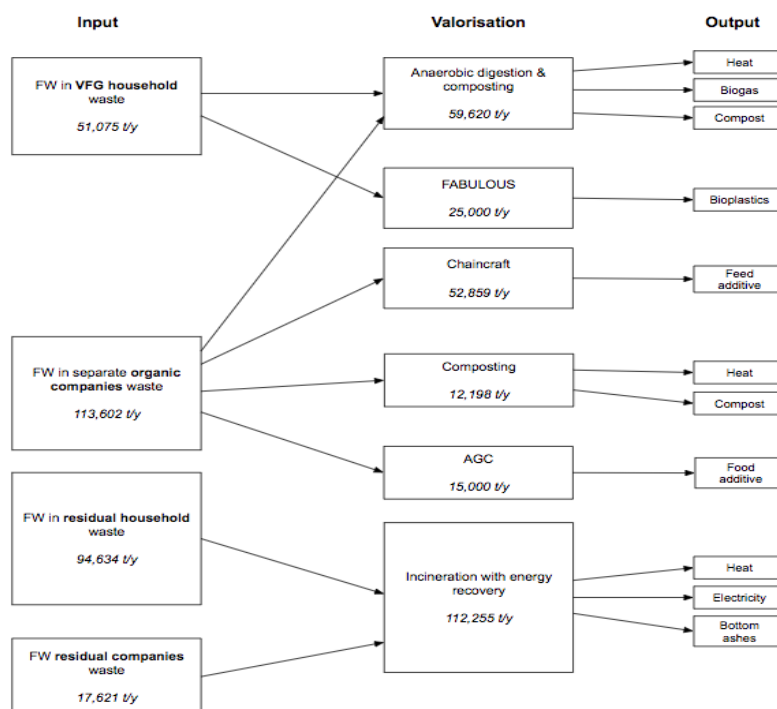 Input
Valorisation
Output
FW in VFG household
waste
51,075 t/y
Anaerobic digestion &
composting
59,620 t/y
Heat
Biogas
Compost
FABULOUS
25,000 t/y
Bioplastics
Chaincraft
52,859 t/y
Feed
additive
FW in separate organic
companies waste
113,602 t/y
Composting
12,198 t/y
Heat
Compost
AGC
15,000 t/y
Food
additive
FW in residual household
waste
94,634 t/y
Incineration with energy
recovery
112,255 t/y
Heat
Electricity
Bottom
ashes
FW residual companies
waste
17,621 t/y